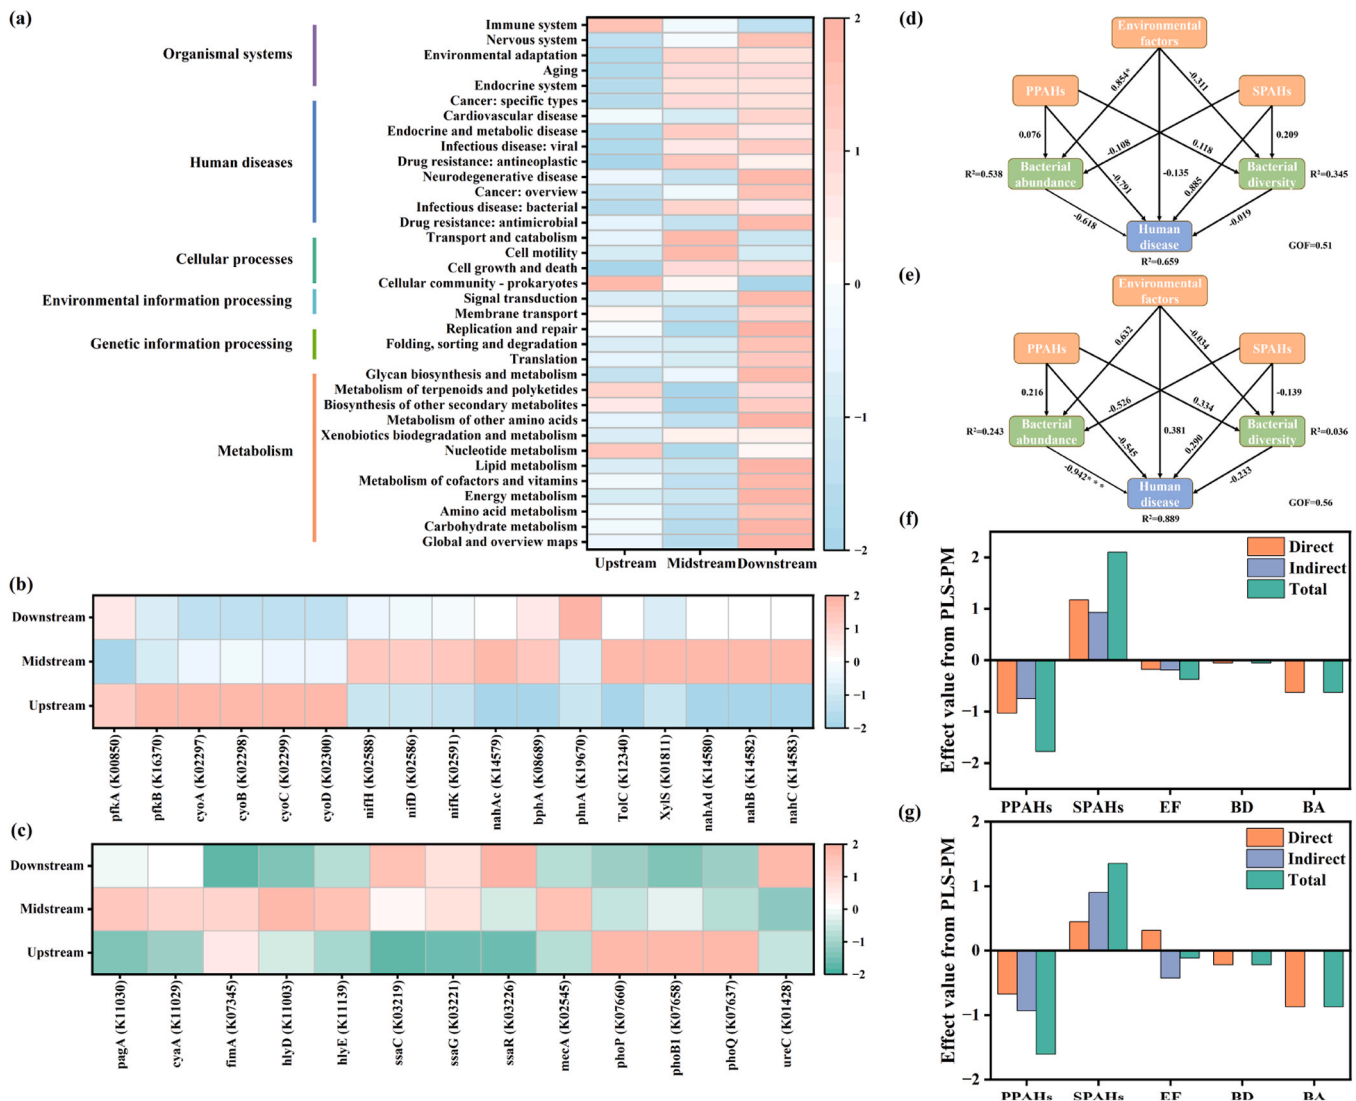 (a)
Organismal systems
Human diseases
Cellular processes
Environmental information processing
Genetic information processing
Metabolism
Immune system
Nervous system
Environmental adaptation
Aging
Endocrine system
Cancer: specific types
Cardiovascular disease
Endocrine and metabolic disease
Infectious disease: viral
Drug resistance: antineoplastic
Neurodegenerative disease
Cancer: overview
Infectious disease: bacterial
Drug resistance: antimicrobial
Transport and catabolism
Cell motility
Cell growth and death
Cellular community - prokaryotes
Signal transduction
Membrane transport
Replication and repair
Folding, sorting and degradation
Translation
Glycan biosynthesis and metabolism
Metabolism of terpenoids and polyketides
Biosynthesis of other secondary metabolites
Metabolism of other amino acids
Xenobiotics biodegradation and metabolism
Nucleotide metabolism
Lipid metabolism
Metabolism of cofactors and vitamins
Energy metabolism
Amino acid metabolism
Carbohydrate metabolism
Global and overview maps
Upstream Midstream Downstream
2
1
0
-1
-2
(b)
Downstream
Midstream
Upstream
pfkA (K00850)
pfkB (K16370)
cyoA (K02297)
cyoB (K02298)
cyoC (K02299)
cyoD (K02300)
nifH (K02588)
nifD (K02586)
nifK (K02591)
nahAc (K14579)
bphA (K08689)
phnA (K19670)
TolC (K12340)
XylS (K01811)
nahAd (K14580)
nahB (K14582)
nahC (K14583)
2
1
0
-1
-2
(c)
Downstream
Midstream
Upstream
pagA (K11030)
cyaA (K11029)
fimA (K07345)
hlyD (K11003)
hlyE (K11139)
ssaC (K03219)
ssaG (K03221)
ssaR (K03226)
mccA (K02545)
phoP (K07660)
phoB1 (K07658)
phoQ (K07637)
ureC (K01428)
2
1
0
-1
-2
(d)
Environmental
factors
PPAHs
SPAHs
0.854*
-0.311
0.076
0.209
-0.108
0.118
R²=0.538
Bacterial
abundance
Bacterial
diversity
R²=0.345
-0.791
-0.135
0.885
-0.618
-0.019
Human
disease
R²=0.659
GOF=0.51
(e)
Environmental
factors
PPAHs
SPAHs
0.632
-0.034
0.216
-0.139
-0.526
0.334
R²=0.243
Bacterial
abundance
Bacterial
diversity
R²=0.036
-0.545
0.381
0.290
-0.942***
-0.233
Human
disease
R²=0.889
GOF=0.56
(f)
Effect value from PLS-PM
2
1
0
−1
−2
Direct
Indirect
Total
PPAHs SPAHs EF BD BA
(g)
Effect value from PLS-PM
2
1
0
−1
−2
Direct
Indirect
Total
PPAHs SPAHs EF BD BA